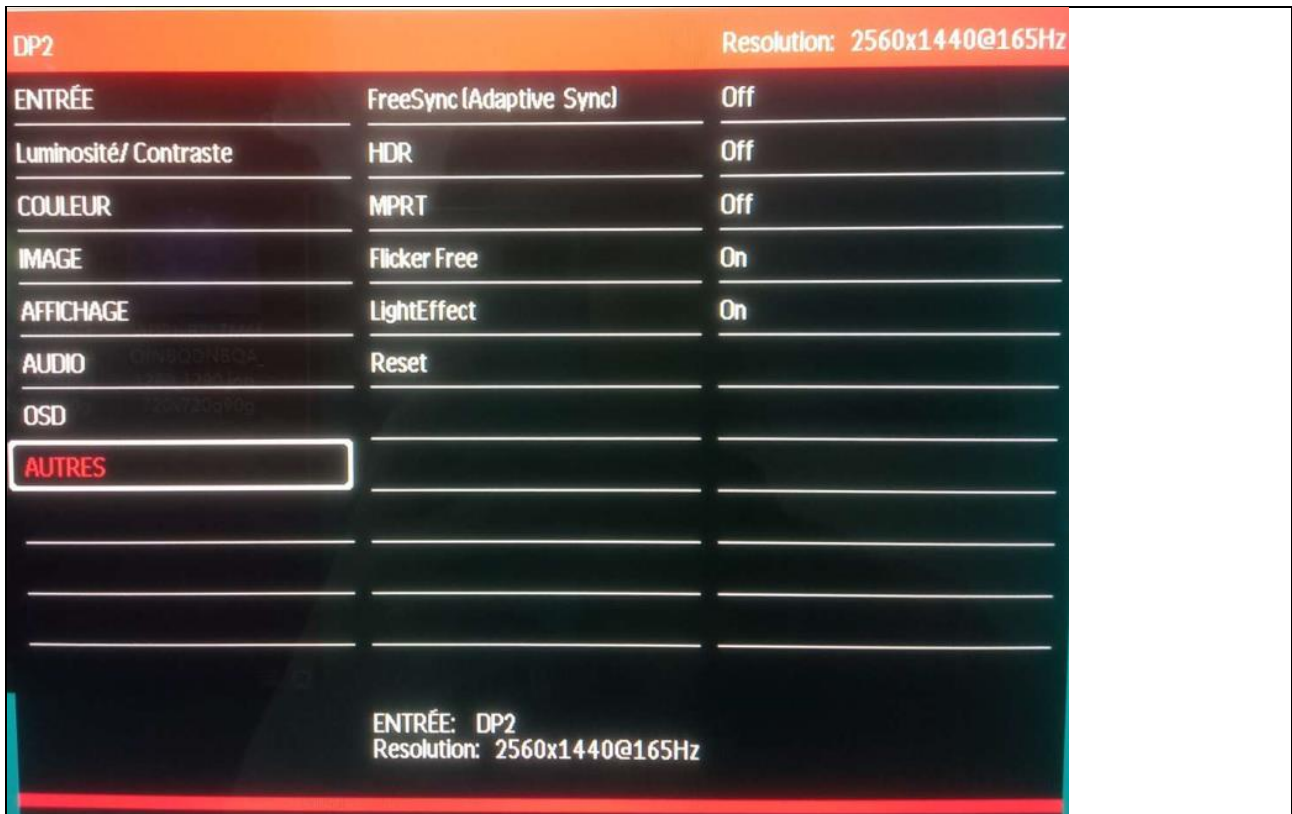 DP2 Resolution: 2560x1440@165Hz
ENTRÉE FreeSync (Adaptive Sync) Off
Luminosité/ Contraste HDR Off
COULEUR MPRT Off
IMAGE Flicker Free On
AFFICHAGE LightEffect On
AUDIO Reset
OSD
AUTRES
ENTRÉE: DP2
Resolution: 2560x1440@165Hz